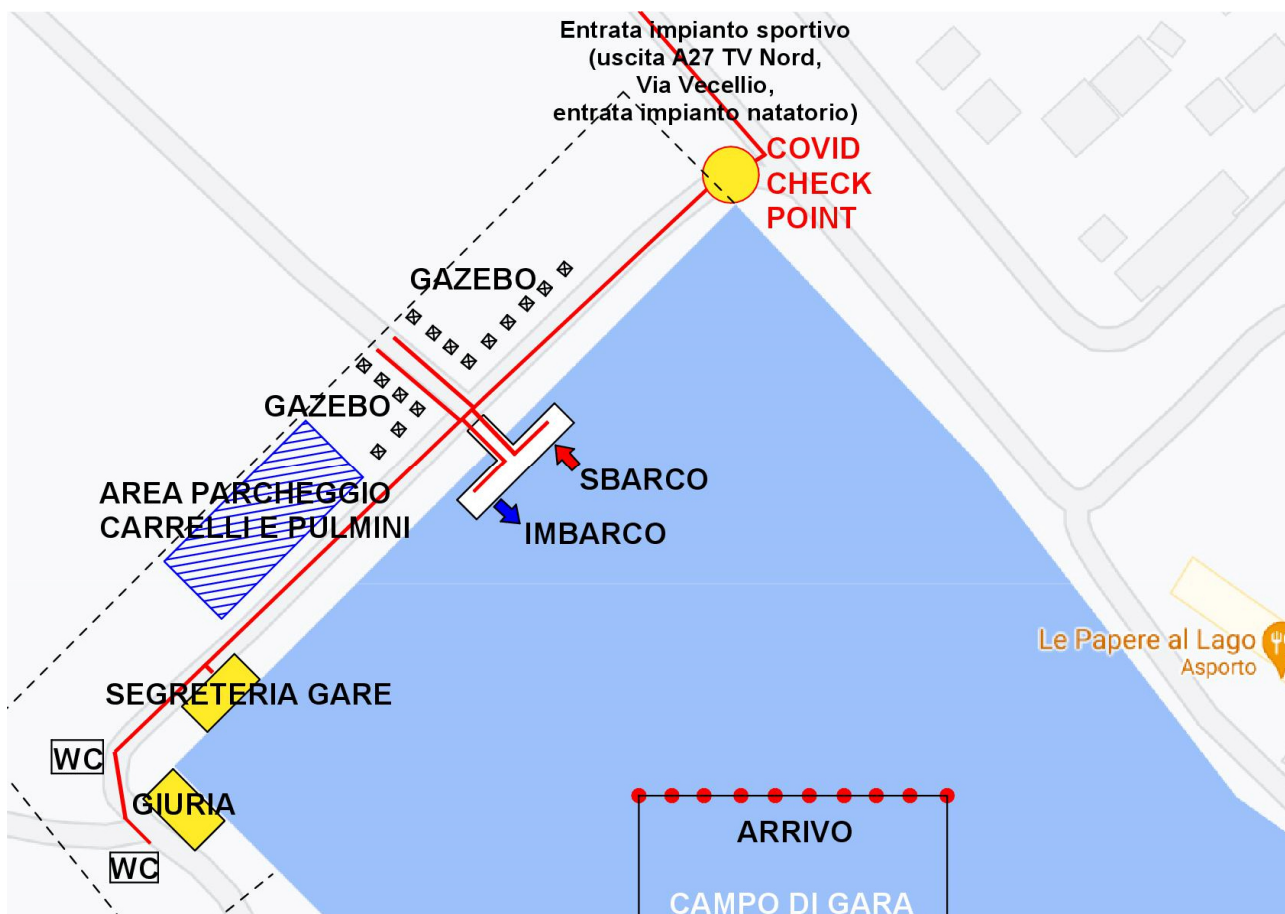 Entrata impianto sportivo
(uscita A27 TV Nord,
Via Vecellio,
entrata impianto natatorio)
COVID
CHECK
POINT
GAZEBO
GAZEBO
SBARCO
AREA PARCHEGGIO
CARRELLI E PULMINI
IMBARCO
Le Papere al Lago
Asporto
SEGRETERIA GARE
WC
GIURIA
ARRIVO
WC
CAMPO DI GARA